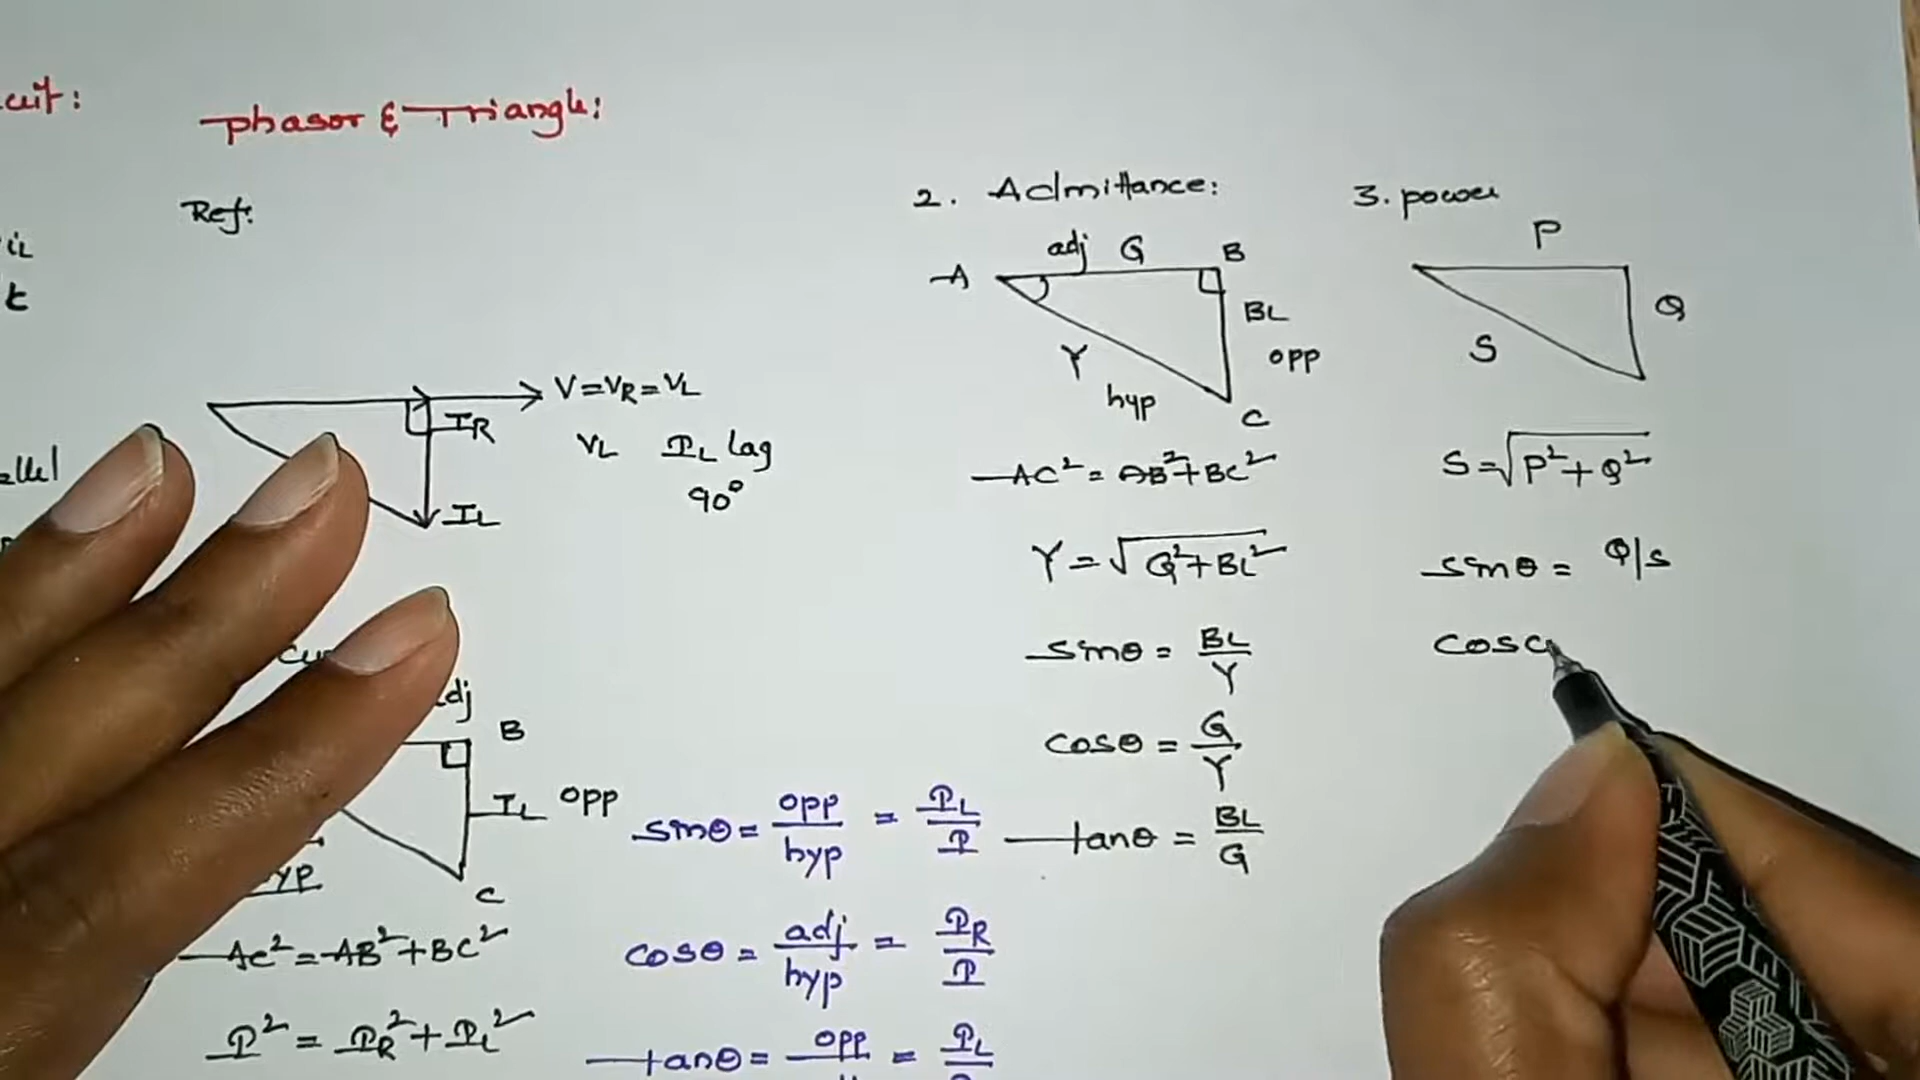 cuit:
Phasor & Triangle:
Ref:
iL
t
allel
V=VR=VL
IR
VL IL lag
90°
IL
adj
B
IL opp
C
AC²=AB²+BC²
I² = IR²+IL²
sinθ = opp/hyp = IL/I
cosθ = adj/hyp = IR/I
tanθ = opp = IL
2. Admittance:
adj G B
A
BL
opp
Y
hyp
C
AC² = AB²+BC²
Y = √G²+BL²
sinθ = BL/Y
cosθ = G/Y
tanθ = BL/G
3. power
P
Q
S
S=√P²+Q²
sinθ = Q/S
cos